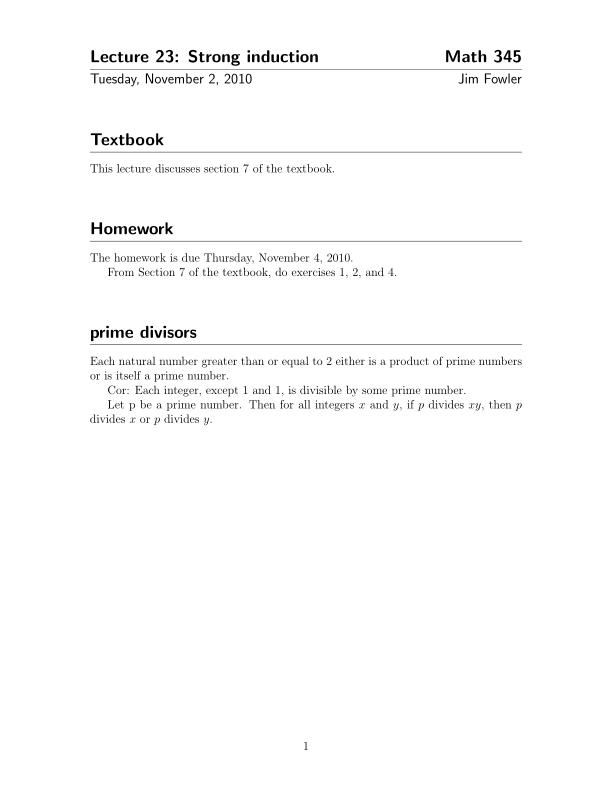 Lecture 23: Strong induction Math 345
Tuesday, November 2, 2010 Jim Fowler
Textbook
This lecture discusses section 7 of the textbook.
Homework
The homework is due Thursday, November 4, 2010.
From Section 7 of the textbook, do exercises 1, 2, and 4.
prime divisors
Each natural number greater than or equal to 2 either is a product of prime numbers
or is itself a prime number.
Cor: Each integer, except 1 and 1, is divisible by some prime number.
Let p be a prime number. Then for all integers x and y, if p divides xy, then p
divides x or p divides y.
1